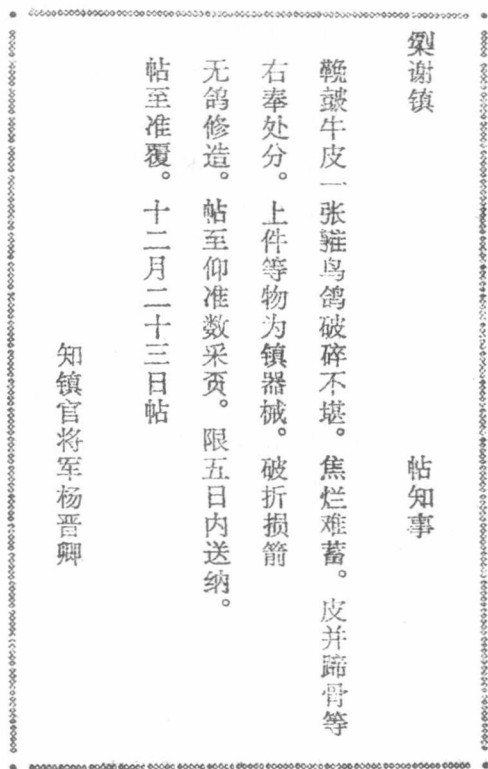 桀谢镇　帖知事
鞔皷牛皮一张䧺鸟鸽破碎不堪。焦烂难蓄。皮并蹄骨等
右奉处分。上件等物为镇器械。破折损箭
无鸽修造。帖至仰准数采贡。限五日内送纳。
帖至准覆。十二月二十三日帖
知镇官将军杨晋卿